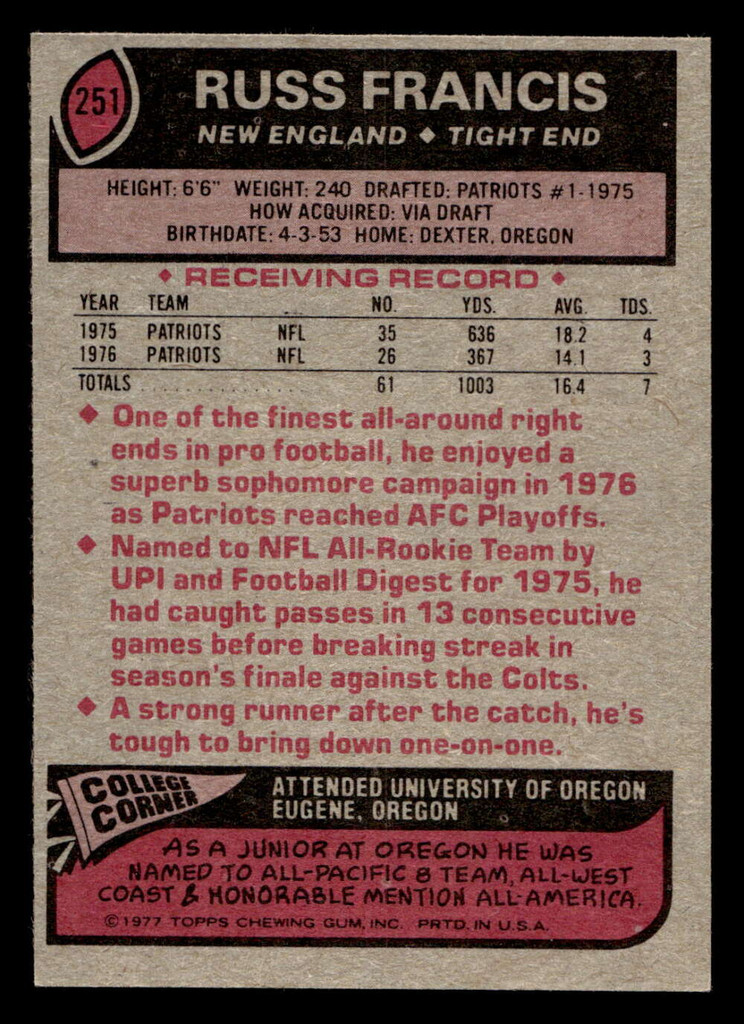 251
RUSS FRANCIS
NEW ENGLAND ◆ TIGHT END
HEIGHT: 6'6" WEIGHT: 240 DRAFTED: PATRIOTS #1-1975
HOW ACQUIRED: VIA DRAFT
BIRTHDATE: 4-3-53 HOME: DEXTER, OREGON
◆ RECEIVING RECORD ◆
YEAR TEAM NO. YDS. AVG. TDS.
1975 PATRIOTS NFL 35 636 18.2 4
1976 PATRIOTS NFL 26 367 14.1 3
TOTALS 61 1003 16.4 7
◆ One of the finest all-around right
ends in pro football, he enjoyed a
superb sophomore campaign in 1976
as Patriots reached AFC Playoffs.
◆ Named to NFL All-Rookie Team by
UPI and Football Digest for 1975, he
had caught passes in 13 consecutive
games before breaking streak in
season's finale against the Colts.
◆ A strong runner after the catch, he's
tough to bring down one-on-one.
COLLEGE
CORNER
ATTENDED UNIVERSITY OF OREGON
EUGENE, OREGON
AS A JUNIOR AT OREGON HE WAS
NAMED TO ALL-PACIFIC 8 TEAM, ALL-WEST
COAST & HONORABLE MENTION ALL-AMERICA.
© 1977 TOPPS CHEWING GUM, INC. PRTD. IN U.S.A.